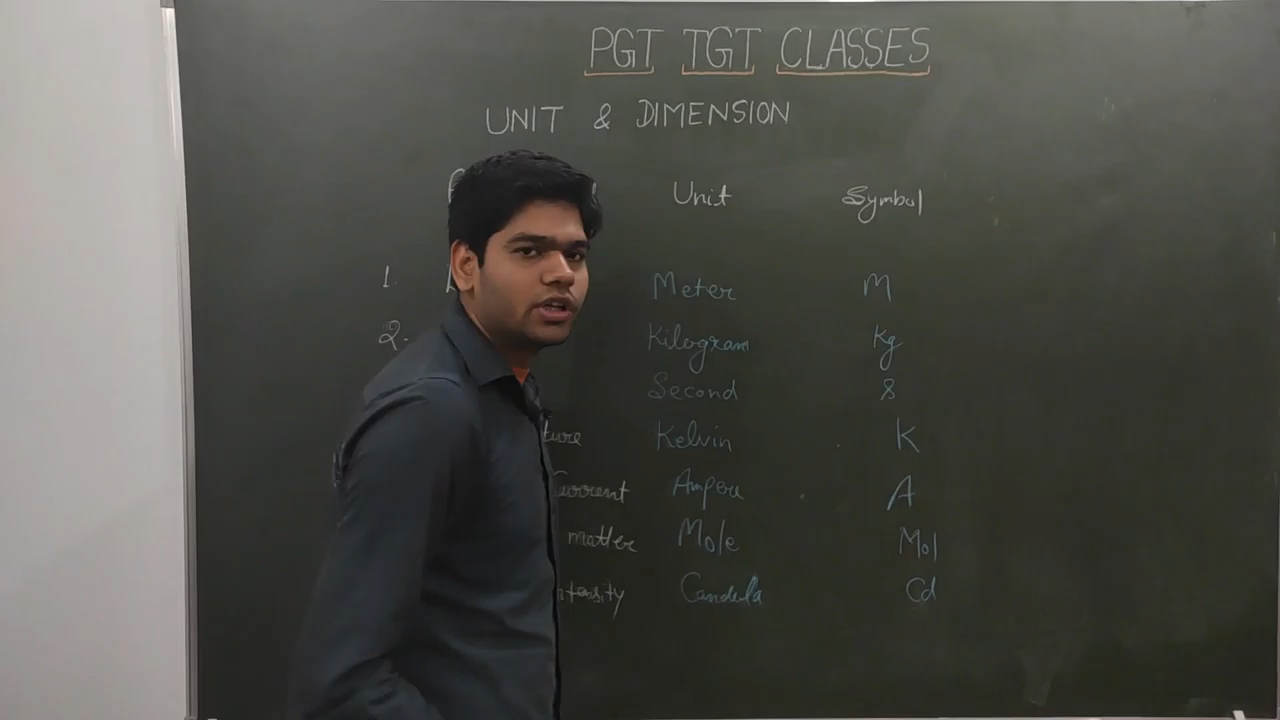 PGT TGT CLASSES
UNIT & DIMENSION
Unit Symbol
1. Meter M
2. Kilogram Kg
Second s
ture Kelvin K
Current Ampere A
matter Mole Mol
ntensity Candela Cd